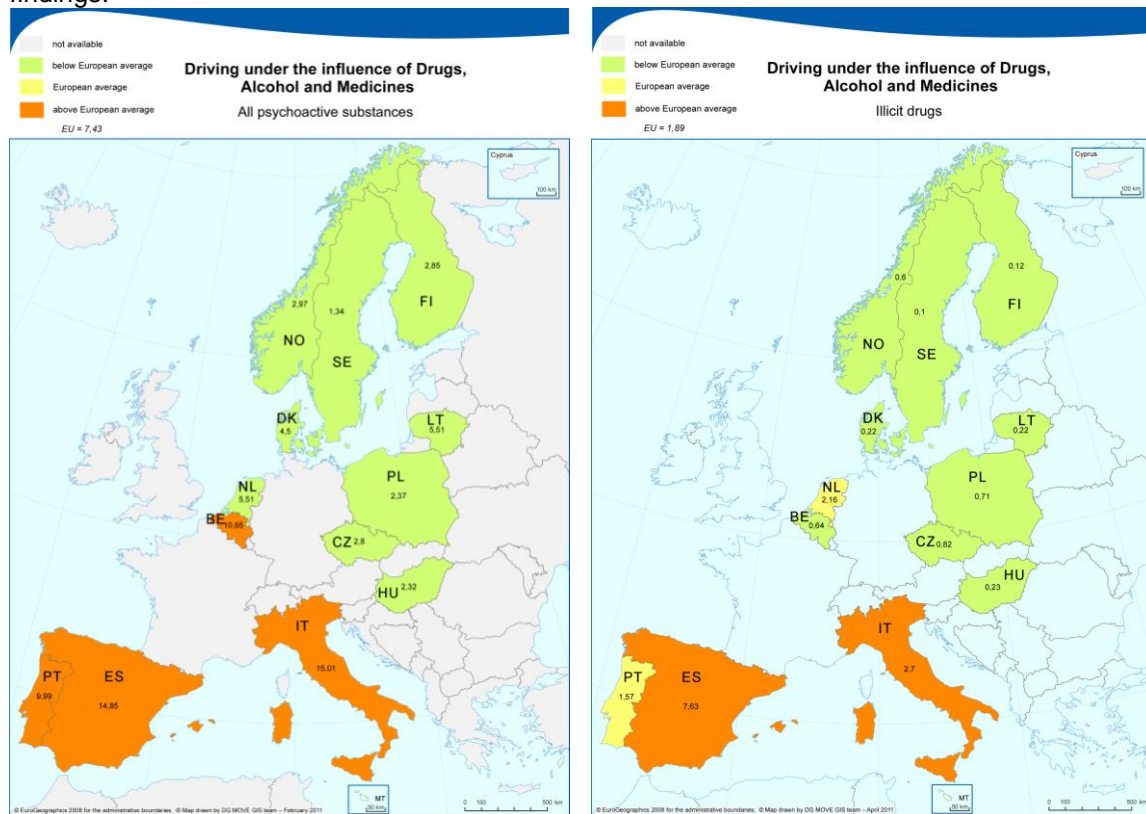 findings.
not available
below European average
European average
above European average
EU = 7,43
Driving under the influence of Drugs,
Alcohol and Medicines
All psychoactive substances
Cyprus
100 km
2,85
FI
2,97
1,34
NO
SE
DK
4,5
LT
5,51
NL
5,51
PL
2,37
BE
10,65
CZ 2,8
HU 2,32
IT
15,01
PT
9,99
ES
14,85
MT
50 km
0 100 500 km
© EuroGeographics 2008 for the administrative boundaries. © Map drawn by DG MOVE GIS team – February 2011
not available
below European average
European average
above European average
EU = 1,89
Driving under the influence of Drugs,
Alcohol and Medicines
Illicit drugs
Cyprus
100 km
0,12
FI
0,6
0,1
NO
SE
DK
0,22
LT
0,22
NL
2,16
PL
0,71
BE
0,64
CZ 0,82
HU
0,23
IT
2,7
PT
1,57
ES
7,63
MT
50 km
0 100 500 km
© EuroGeographics 2008 for the administrative boundaries. © Map drawn by DG MOVE GIS team – April 2011